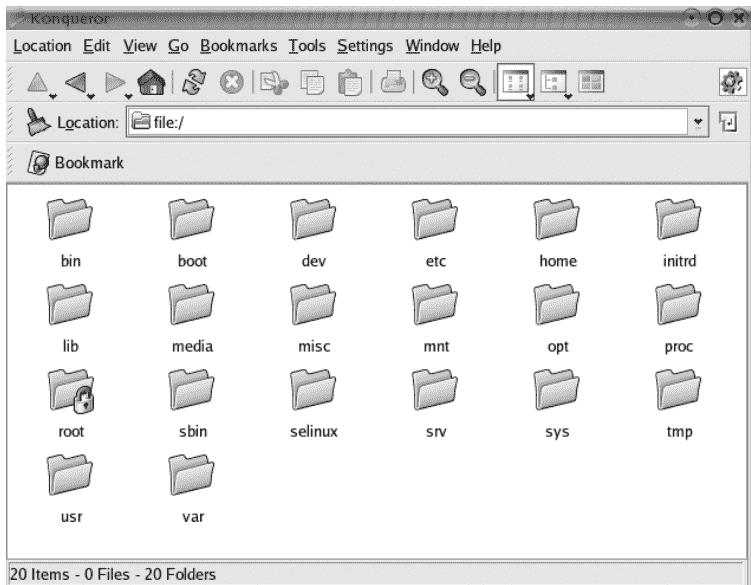 Konqueror
Location Edit View Go Bookmarks Tools Settings Window Help
Location: file:/
Bookmark
bin boot dev etc home initrd
lib media misc mnt opt proc
root sbin selinux srv sys tmp
usr var
20 Items - 0 Files - 20 Folders